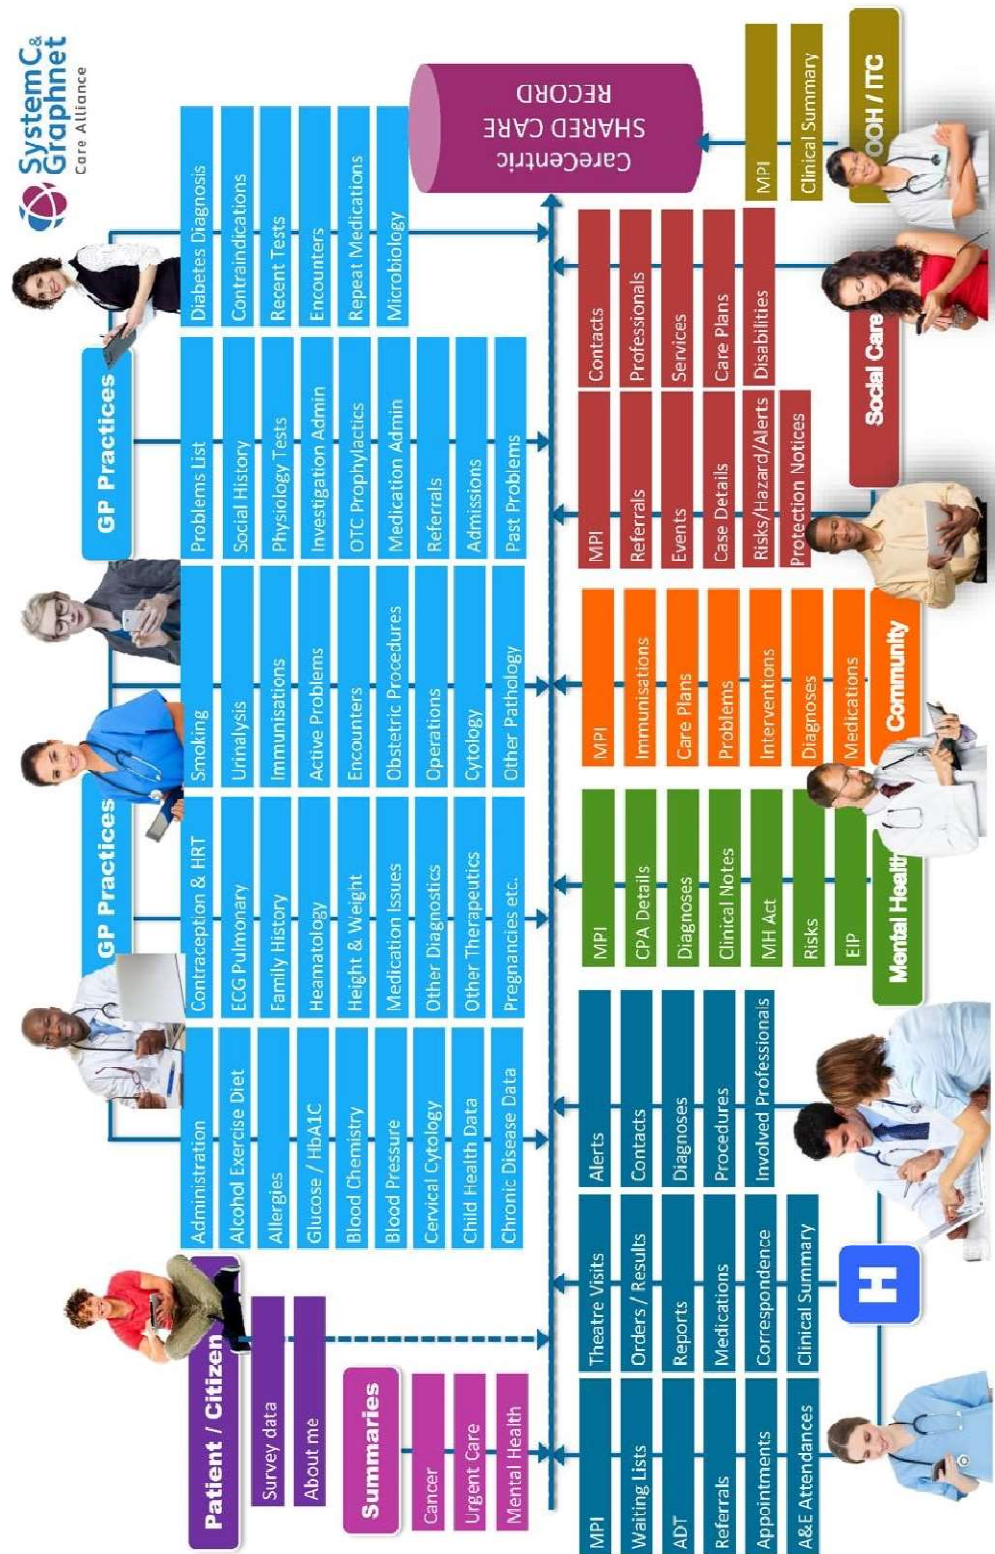 SystemC&
Graphnet
Care Alliance
Patient / Citizen
Survey data
About me
Summaries
Cancer
Urgent Care
Mental Health
GP Practices
GP Practices
Administration
Alcohol Exercise Diet
Allergies
Glucose / HbA1C
Blood Chemistry
Blood Pressure
Cervical Cytology
Child Health Data
Chronic Disease Data
Contraception & HRT
ECG Pulmonary
Family History
Heamatology
Height & Weight
Medication Issues
Other Diagnostics
Other Therapeutics
Pregnancies etc.
Smoking
Urinalysis
Immunisations
Active Problems
Encounters
Obstetric Procedures
Operations
Cytology
Other Pathology
Problems List
Social History
Physiology Tests
Investigation Admin
OTC Prophylactics
Medication Admin
Referrals
Admissions
Past Problems
Diabetes Diagnosis
Contraindications
Recent Tests
Encounters
Repeat Medications
Microbiology
CareCentric
SHARED CARE
RECORD
MPI
Waiting Lists
ADT
Referrals
Appointments
A&E Attendances
Theatre Visits
Orders / Results
Reports
Medications
Correspondence
Clinical Summary
Alerts
Contacts
Diagnoses
Procedures
Involved Professionals
H
MPI
CPA Details
Diagnoses
Clinical Notes
MH Act
Risks
EIP
Mental Health
MPI
Immunisations
Care Plans
Problems
Interventions
Diagnoses
Medications
Community
MPI
Referrals
Events
Case Details
Risks/Hazard/Alerts
Protection Notices
Contacts
Professionals
Services
Care Plans
Disabilities
Social Care
MPI
Clinical Summary
OOH / ITC